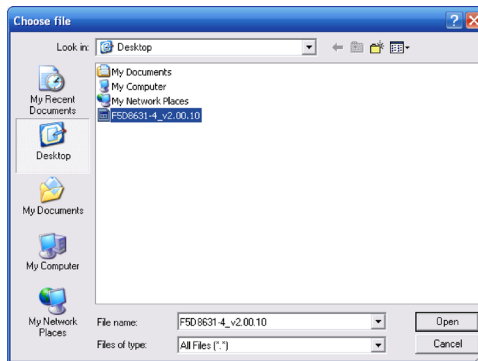 Choose file
Look in:
Desktop
My Recent
Documents
Desktop
My Documents
My Computer
My Network
Places
My Documents
My Computer
My Network Places
F5D8631-4_v2.00.10
File name:
F5D8631-4_v2.00.10
Open
Files of type:
All Files (*.*)
Cancel